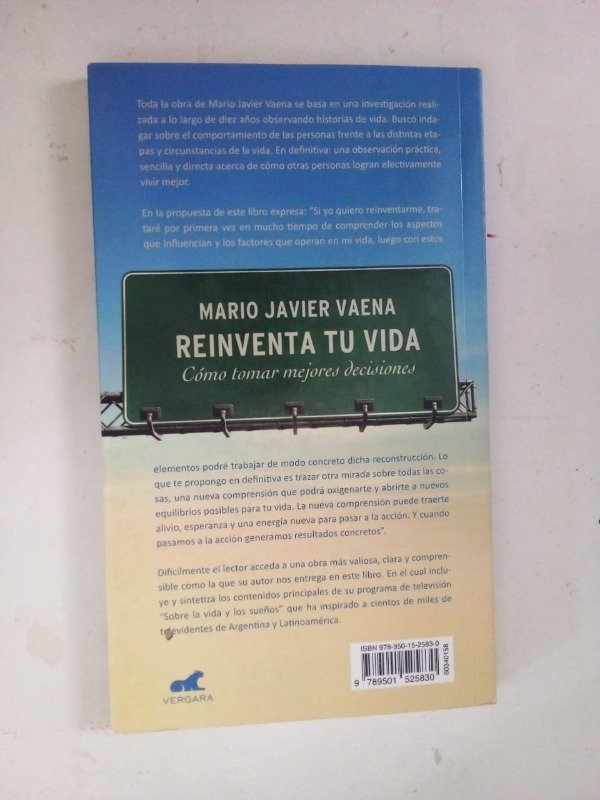 Toda la obra de Mario Javier Vaena se basa en una investigación reali-
zada a lo largo de diez años observando historias de vida. Buscó inda-
gar sobre el comportamiento de las personas frente a las distintas eta-
pas y circunstancias de la vida. En definitiva: una observación práctica,
sencilla y directa acerca de cómo otras personas logran efectivamente
vivir mejor.
En la propuesta de este libro expresa: "Si yo quiero reinventarme, tra-
taré por primera vez en mucho tiempo de comprender los aspectos
que influencian y los factores que operan en mi vida, luego con estos
MARIO JAVIER VAENA
REINVENTA TU VIDA
Cómo tomar mejores decisiones
elementos podré trabajar de modo concreto dicha reconstrucción. Lo
que te propongo en definitiva es trazar otra mirada sobre todas las co-
sas, una nueva comprensión que podrá oxigenarte y abrirte a nuevos
equilibrios posibles para tu vida. La nueva comprensión puede traerte
alivio, esperanza y una energía nueva para pasar a la acción. Y cuando
pasamos a la acción generamos resultados concretos".
Difícilmente el lector acceda a una obra más valiosa, clara y compren-
sible como la que su autor nos entrega en este libro. En el cual inclu-
ye y sintetiza los contenidos principales de su programa de televisión
"Sobre la vida y los sueños" que ha inspirado a cientos de miles de
televidentes de Argentina y Latinoamérica.
ISBN 978-950-15-2583-0
9 789501 525830
60340158
VERGARA